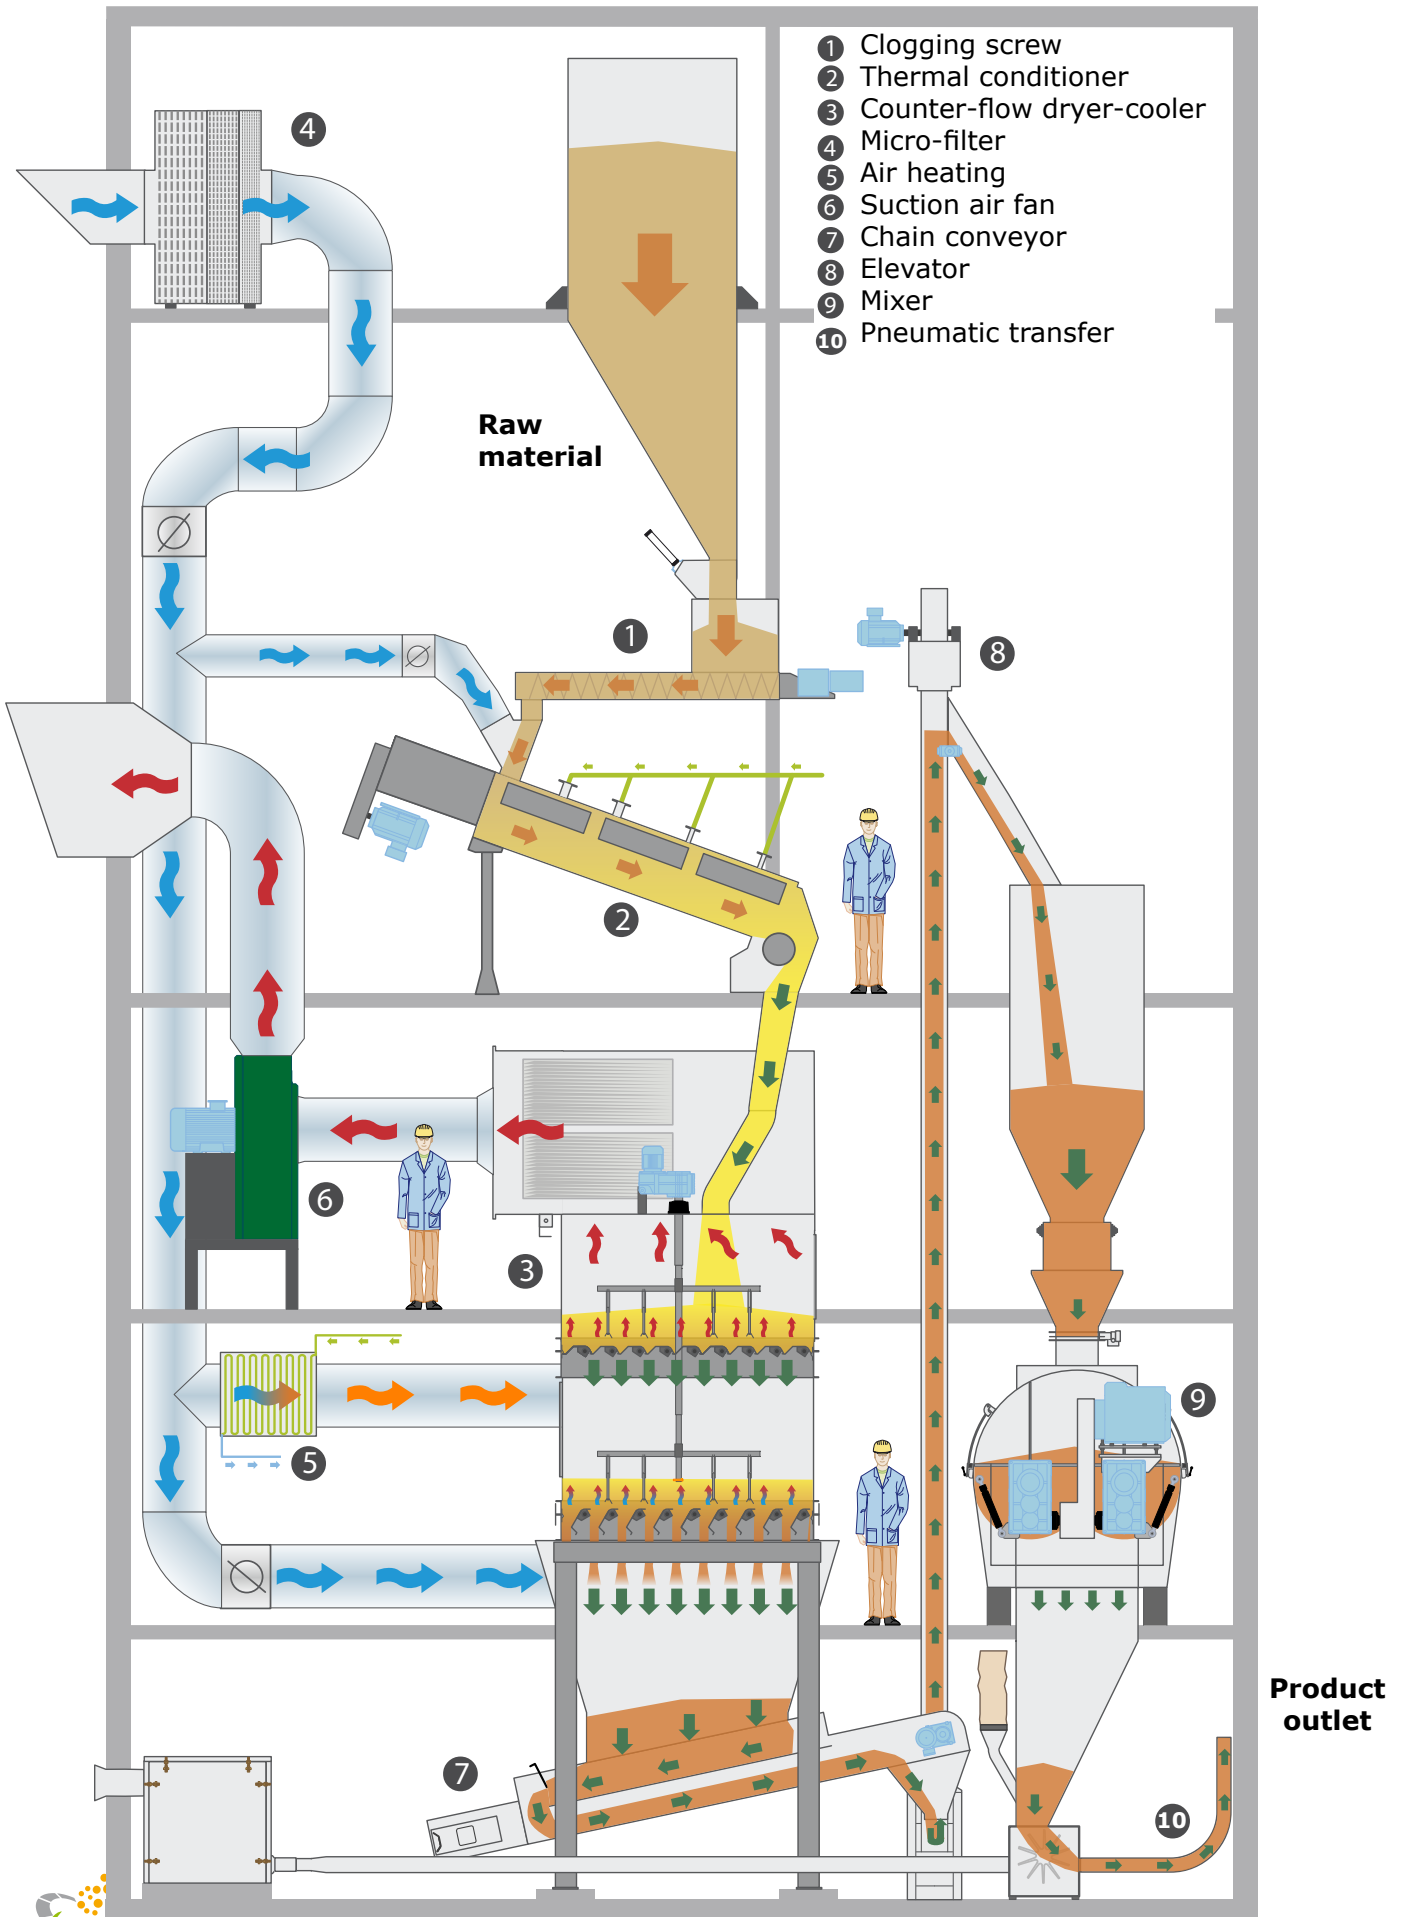 1 Clogging screw
2 Thermal conditioner
3 Counter-flow dryer-cooler
4 Micro-filter
5 Air heating
6 Suction air fan
7 Chain conveyor
8 Elevator
9 Mixer
10 Pneumatic transfer
4
Raw
material
1
8
2
6
3
9
5
Product
outlet
7
10